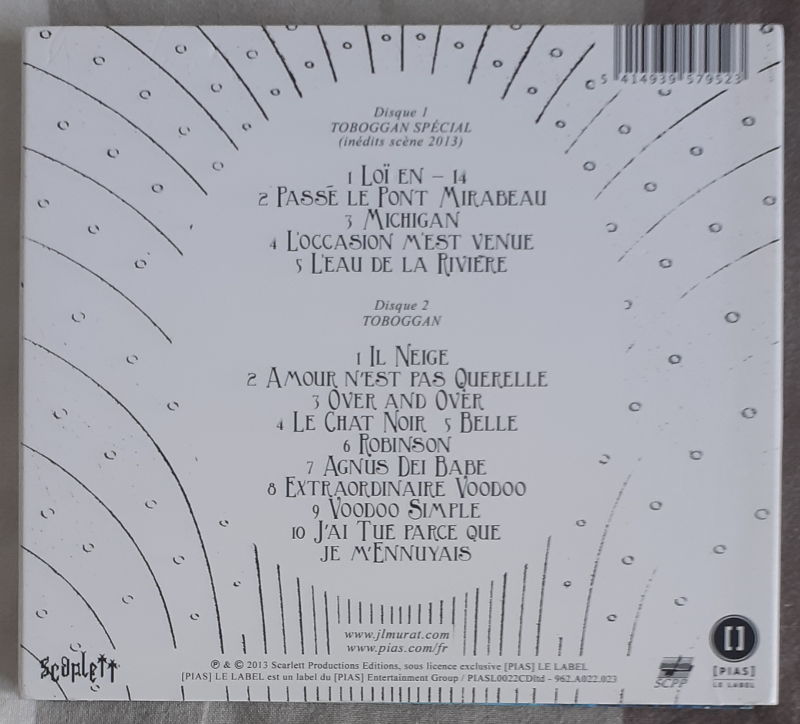 5 414939 579523
Disque 1
TOBOGGAN SPÉCIAL
(inédits scène 2013)
1 LOÏ EN – 14
2 PASSÉ LE PONT MIRABEAU
3 MICHIGAN
4 L'OCCASION M'EST VENUE
5 L'EAU DE LA RIVIÈRE
Disque 2
TOBOGGAN
1 IL NEIGE
2 AMOUR N'EST PAS QUERELLE
3 OVER AND OVER
4 LE CHAT NOIR 5 BELLE
6 ROBINSON
7 AGNUS DEI BABE
8 EXTRAORDINAIRE VOODOO
9 VOODOO SIMPLE
10 J'AI TUE PARCE QUE
JE M'ENNUYAIS
www.jlmurat.com
www.pias.com/fr
Scarlett
℗ & © 2013 Scarlett Productions Editions, sous licence exclusive [PIAS] LE LABEL
[PIAS] LE LABEL est un label du [PIAS] Entertainment Group / PIASL0022CDltd - 962.A022.023
SCPP
[ ]
[PIAS]
LE LABEL